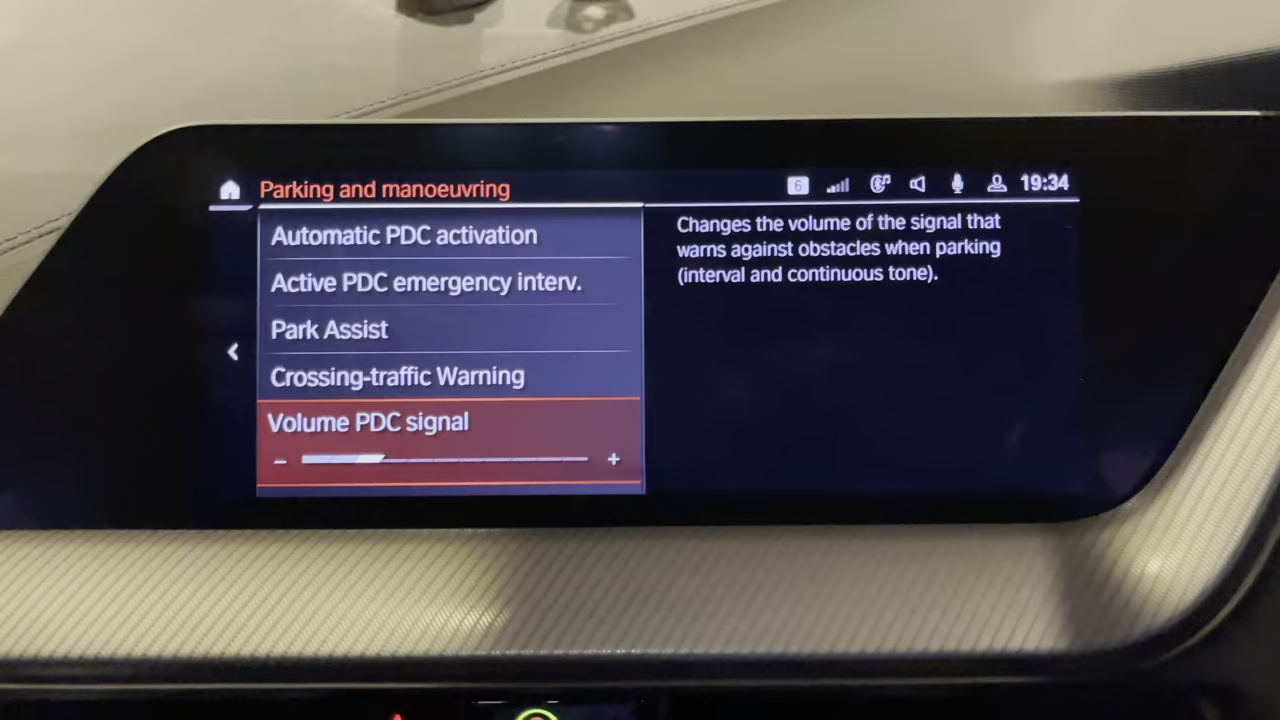 Parking and manoeuvring
6
19:34
Automatic PDC activation
Active PDC emergency interv.
Park Assist
Crossing-traffic Warning
Volume PDC signal
- +
Changes the volume of the signal that
warns against obstacles when parking
(interval and continuous tone).